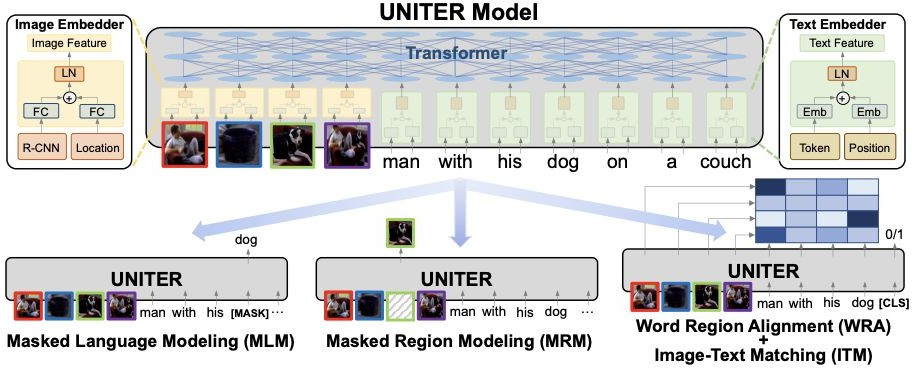 UNITER Model
Image Embedder
Image Feature
LN
+
FC FC
R-CNN Location
Transformer
man with his dog on a couch
Text Embedder
Text Feature
LN
+
Emb Emb
Token Position
dog
UNITER
man with his [MASK] ...
Masked Language Modeling (MLM)
UNITER
man with his dog ...
Masked Region Modeling (MRM)
0/1
UNITER
man with his dog [CLS]
Word Region Alignment (WRA)
+
Image-Text Matching (ITM)